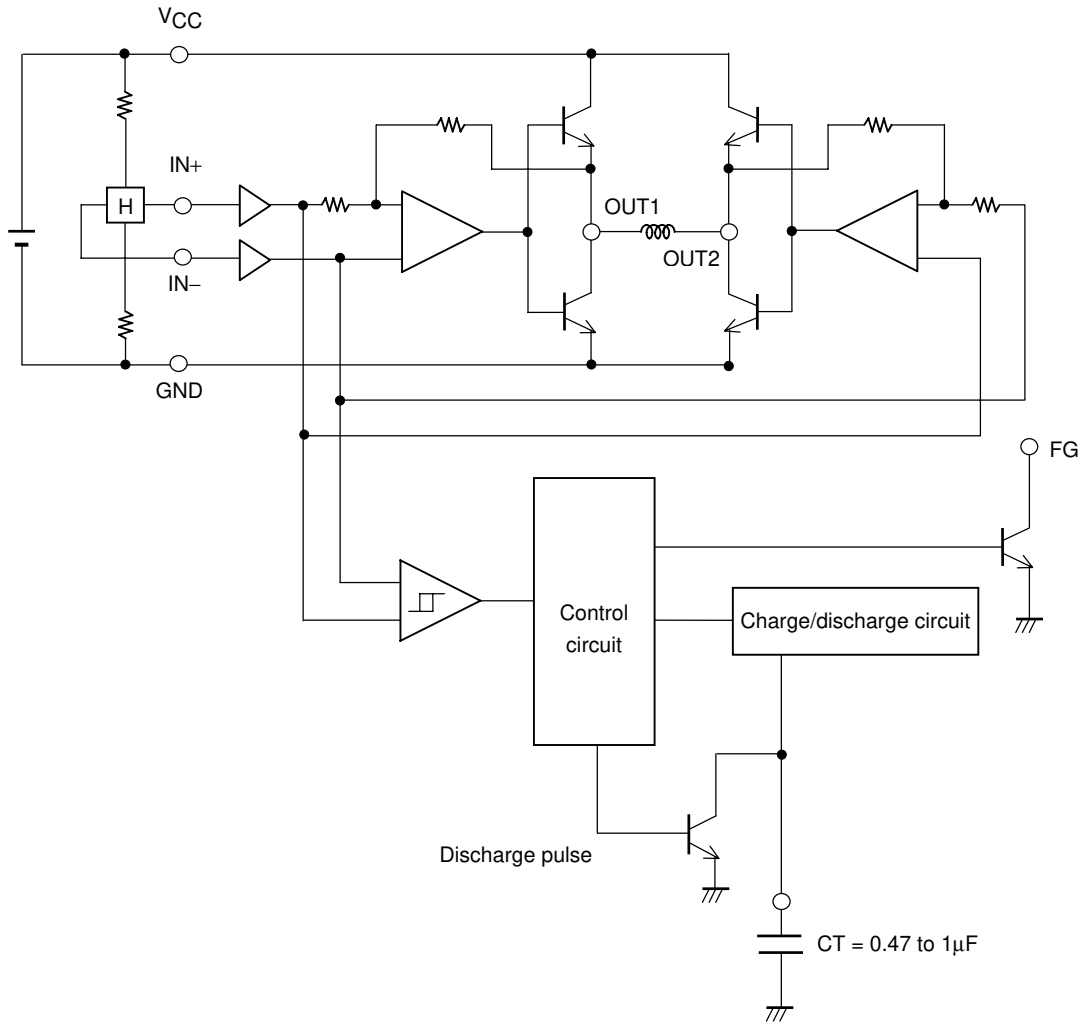 VCC
IN+
H
OUT1
OUT2
IN−
GND
FG
Control
circuit
Charge/discharge circuit
Discharge pulse
CT = 0.47 to 1μF